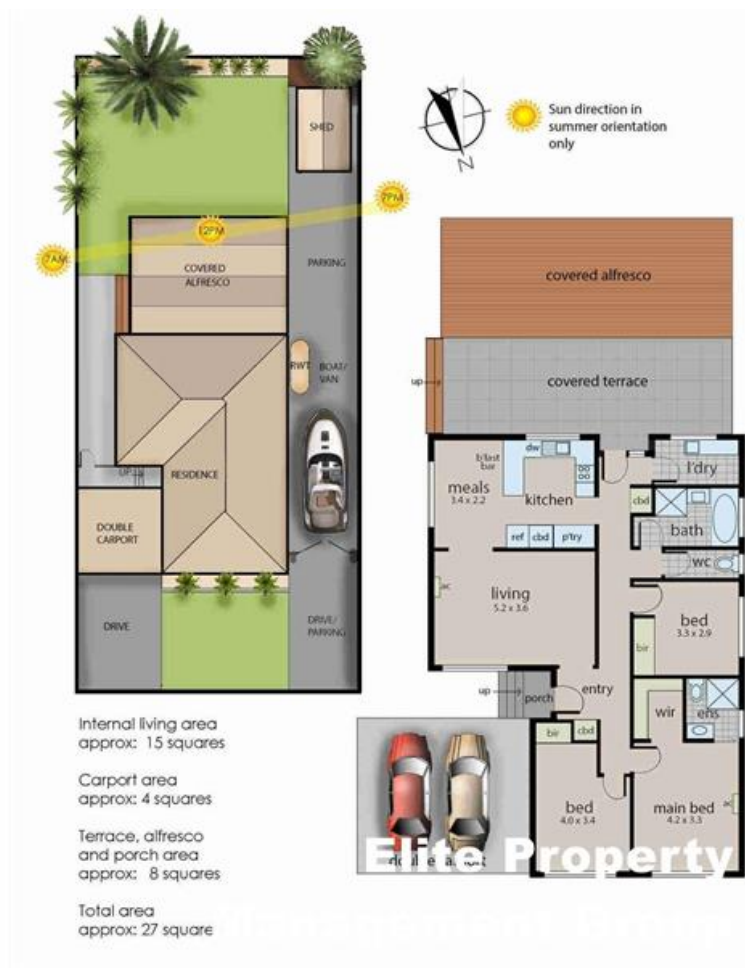 SHED
N
Sun direction in
summer orientation
only
7PM
12PM
7AM
COVERED
ALFRESCO
PARKING
RWT
BOAT/
VAN
UP
RESIDENCE
DOUBLE
CARPORT
DRIVE
DRIVE/
PARKING
covered alfresco
covered terrace
up
dw
b'fast
bar
l'dry
meals
3.4 x 2.2
kitchen
cbd
bath
ref
cbd
p'try
wc
ac
living
5.2 x 3.6
bed
3.3 x 2.9
bir
up
porch
entry
wir
ens
bir
cbd
bed
4.0 x 3.4
main bed
4.2 x 3.3
ac
Elite Property
Internal living area
approx: 15 squares
Carport area
approx: 4 squares
Terrace, alfresco
and porch area
approx: 8 squares
Total area
approx: 27 square